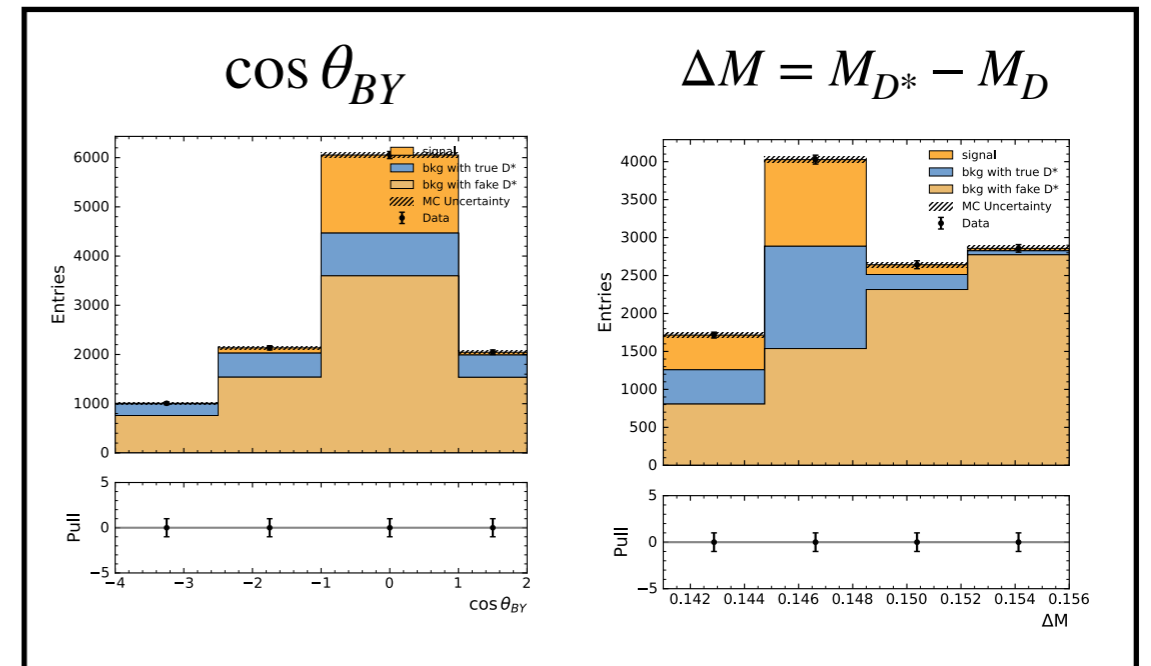 cos θ_BY
ΔM = M_D* − M_D
6000
5000
4000
3000
2000
1000
0
Entries
signal
bkg with true D*
bkg with fake D*
MC Uncertainty
Data
5
0
−5
Pull
−4
−3
−2
−1
0
1
2
cos θ_BY
4000
3500
3000
2500
2000
1500
1000
500
0
Entries
signal
bkg with true D*
bkg with fake D*
MC Uncertainty
Data
5
0
−5
Pull
0.142
0.144
0.146
0.148
0.150
0.152
0.154
0.156
ΔM